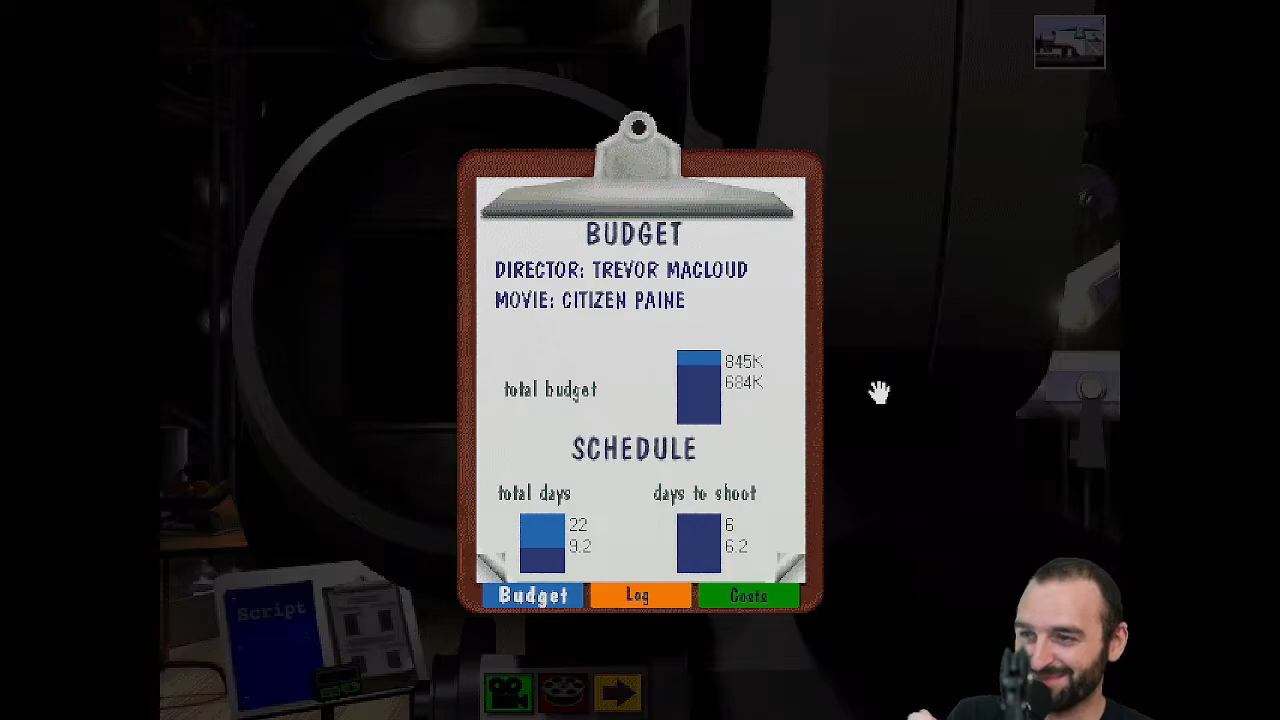 BUDGET
DIRECTOR: TREVOR MACLOUD
MOVIE: CITIZEN PAINE
845K
total budget
684K
SCHEDULE
total days
days to shoot
22
6
9.2
6.2
Budget
Log
Costs
Script